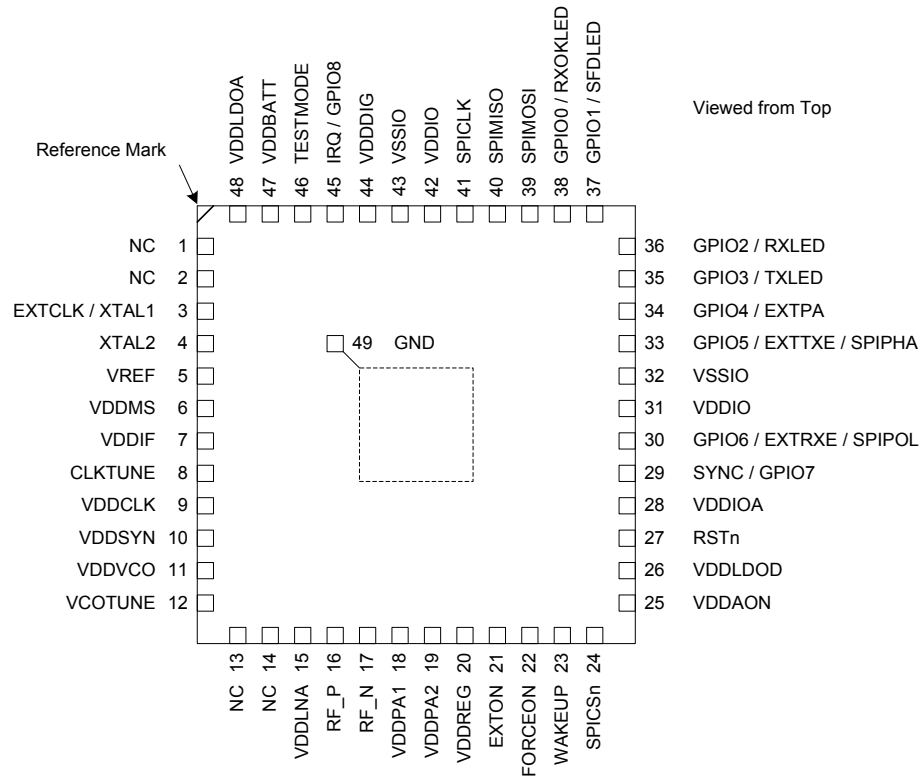 48 VDDLDOA
47 VDDBATT
46 TESTMODE
45 IRQ / GPIO8
44 VDDDIG
43 VSSIO
42 VDDIO
41 SPICLK
40 SPIMISO
39 SPIMOSI
38 GPIO0 / RXOKLED
37 GPIO1 / SFDLED
Viewed from Top
Reference Mark
NC 1
NC 2
EXTCLK / XTAL1 3
XTAL2 4
VREF 5
VDDMS 6
VDDIF 7
CLKTUNE 8
VDDCLK 9
VDDSYN 10
VDDVCO 11
VCOTUNE 12
49 GND
36 GPIO2 / RXLED
35 GPIO3 / TXLED
34 GPIO4 / EXTPA
33 GPIO5 / EXTTXE / SPIPHA
32 VSSIO
31 VDDIO
30 GPIO6 / EXTRXE / SPIPOL
29 SYNC / GPIO7
28 VDDIOA
27 RSTn
26 VDDLDOD
25 VDDAON
NC 13
NC 14
VDDLNA 15
RF_P 16
RF_N 17
VDDPA1 18
VDDPA2 19
VDDREG 20
EXTON 21
FORCEON 22
WAKEUP 23
SPICSn 24